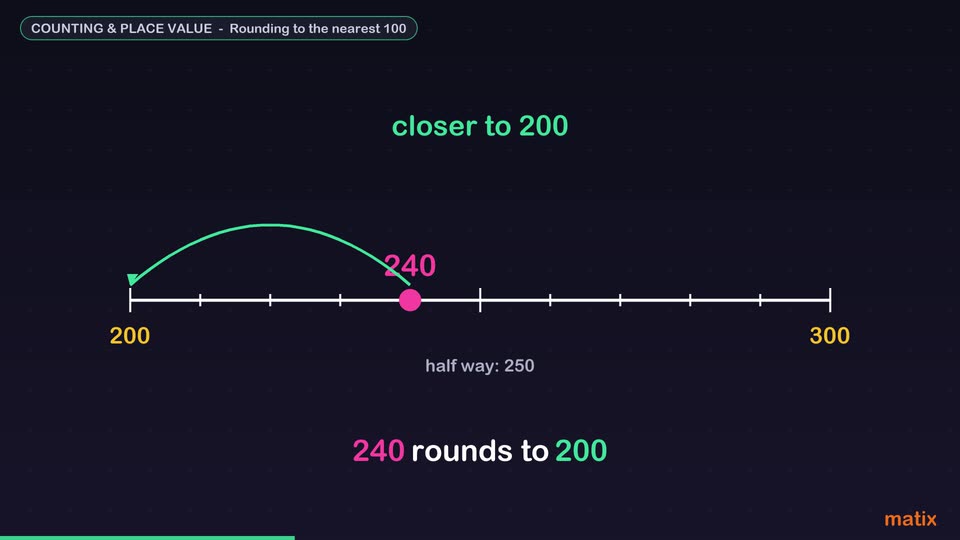 COUNTING & PLACE VALUE - Rounding to the nearest 100
closer to 200
240
200
300
half way: 250
240 rounds to 200
matix